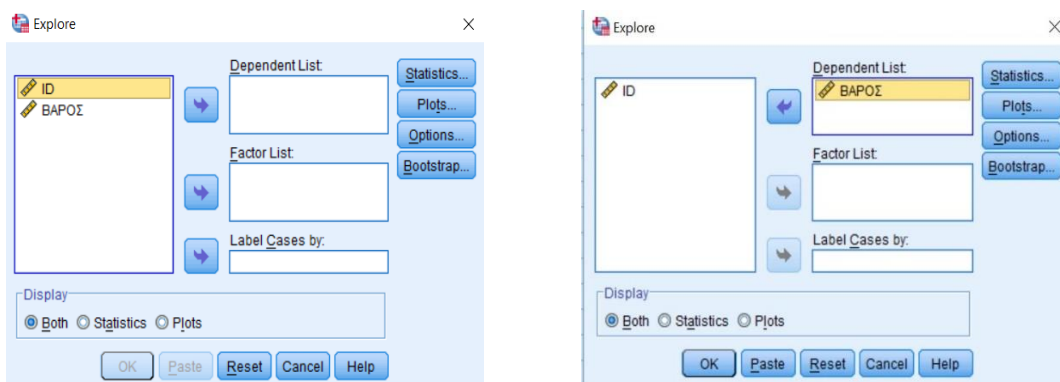 Explore
Dependent List:
ID
ΒΑΡΟΣ
Statistics...
Plots...
Options...
Bootstrap...
Factor List:
Label Cases by:
Display
Both Statistics Plots
OK Paste Reset Cancel Help
Explore
Dependent List:
ID
ΒΑΡΟΣ
Statistics...
Plots...
Options...
Bootstrap...
Factor List:
Label Cases by:
Display
Both Statistics Plots
OK Paste Reset Cancel Help